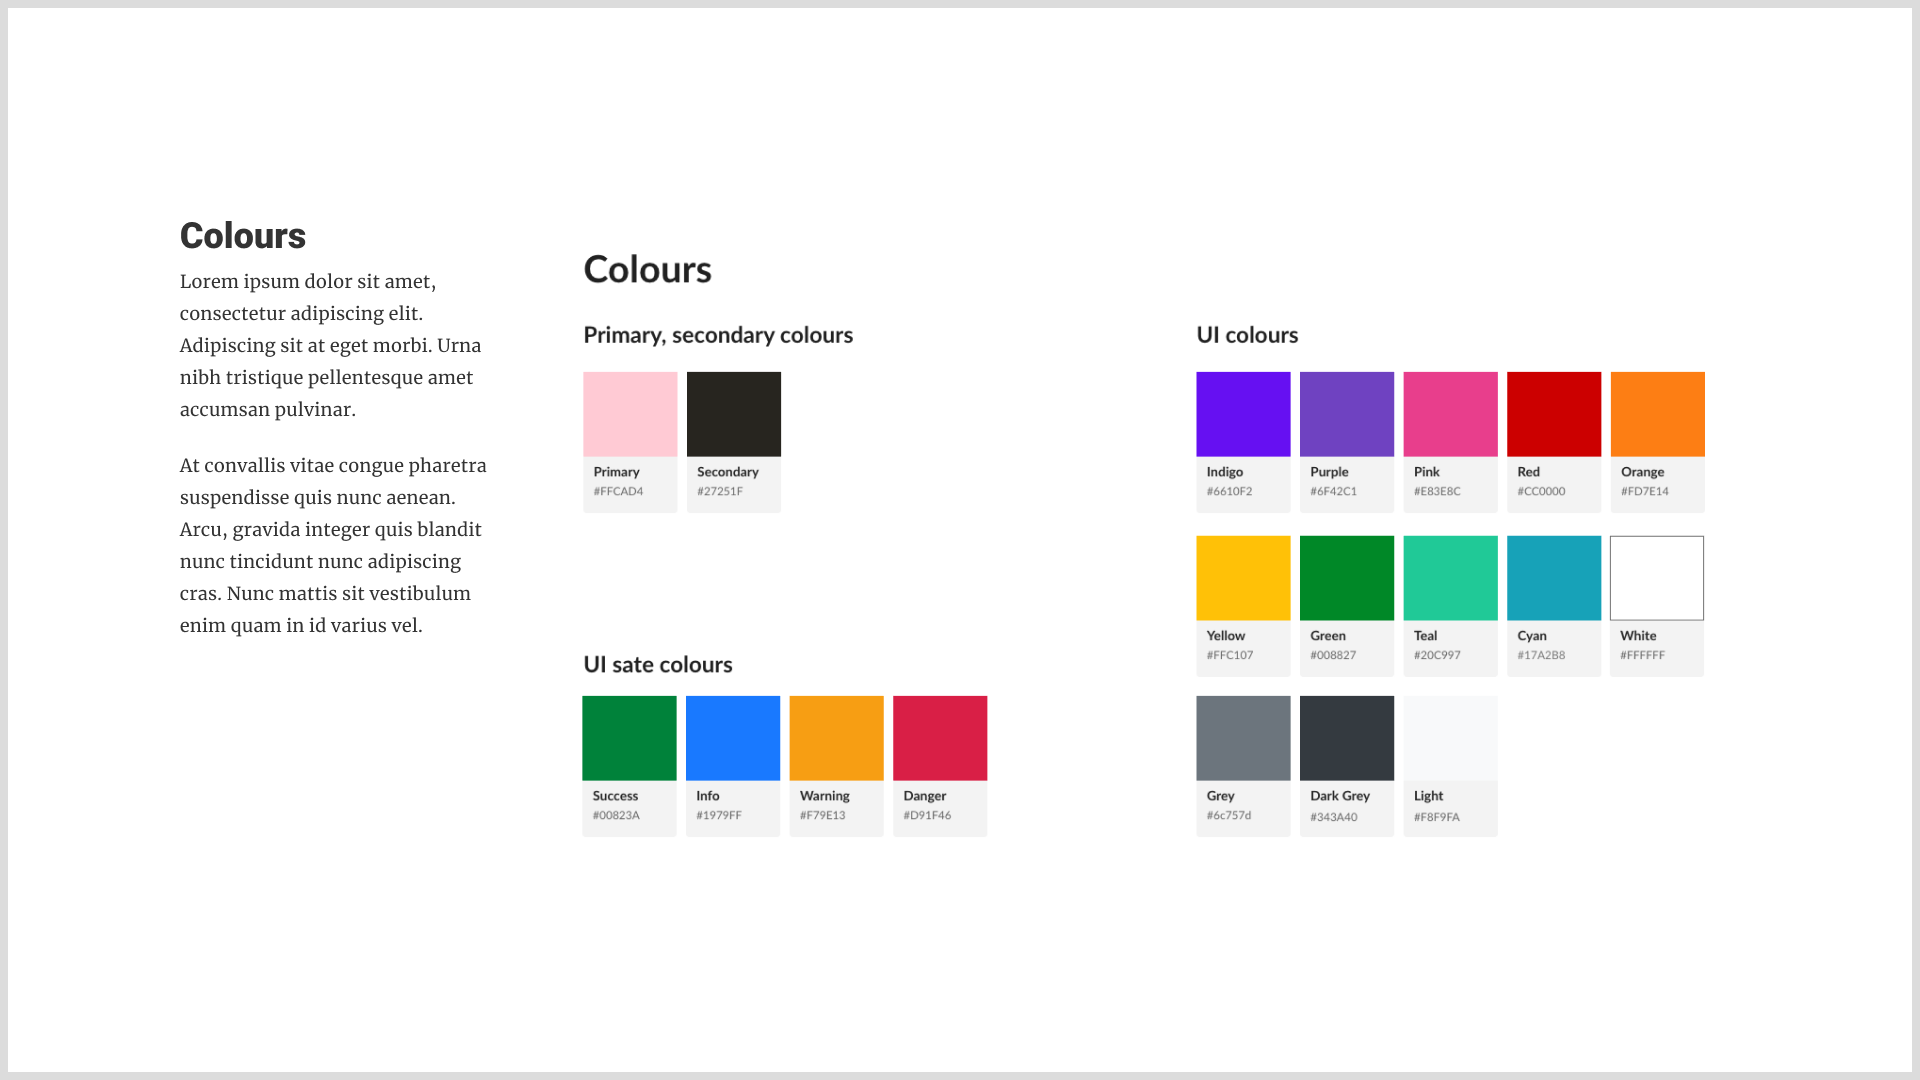 Colours
Lorem ipsum dolor sit amet,
consectetur adipiscing elit.
Adipiscing sit at eget morbi. Urna
nibh tristique pellentesque amet
accumsan pulvinar.
At convallis vitae congue pharetra
suspendisse quis nunc aenean.
Arcu, gravida integer quis blandit
nunc tincidunt nunc adipiscing
cras. Nunc mattis sit vestibulum
enim quam in id varius vel.
Colours
Primary, secondary colours
Primary
#FFCAD4
Secondary
#27251F
UI sate colours
Success
#00823A
Info
#1979FF
Warning
#F79E13
Danger
#D91F46
UI colours
Indigo
#6610F2
Purple
#6F42C1
Pink
#E83E8C
Red
#CC0000
Orange
#FD7E14
Yellow
#FFC107
Green
#008827
Teal
#20C997
Cyan
#17A2B8
White
#FFFFFF
Grey
#6c757d
Dark Grey
#343A40
Light
#F8F9FA